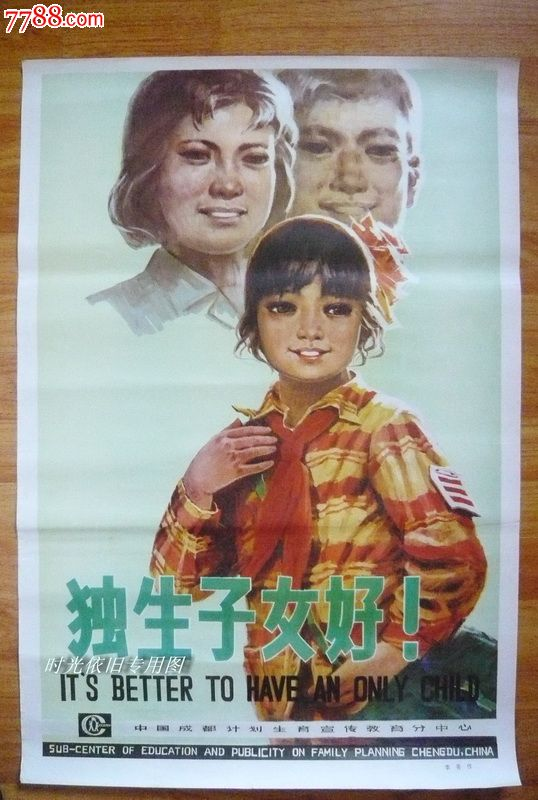 7788.com
独生子女好！
时光依旧专用图
IT'S BETTER TO HAVE AN ONLY CHILD
中国成都计划生育宣传教育分中心
SUB-CENTER OF EDUCATION AND PUBLICITY ON FAMILY PLANNING CHENGDU.CHINA